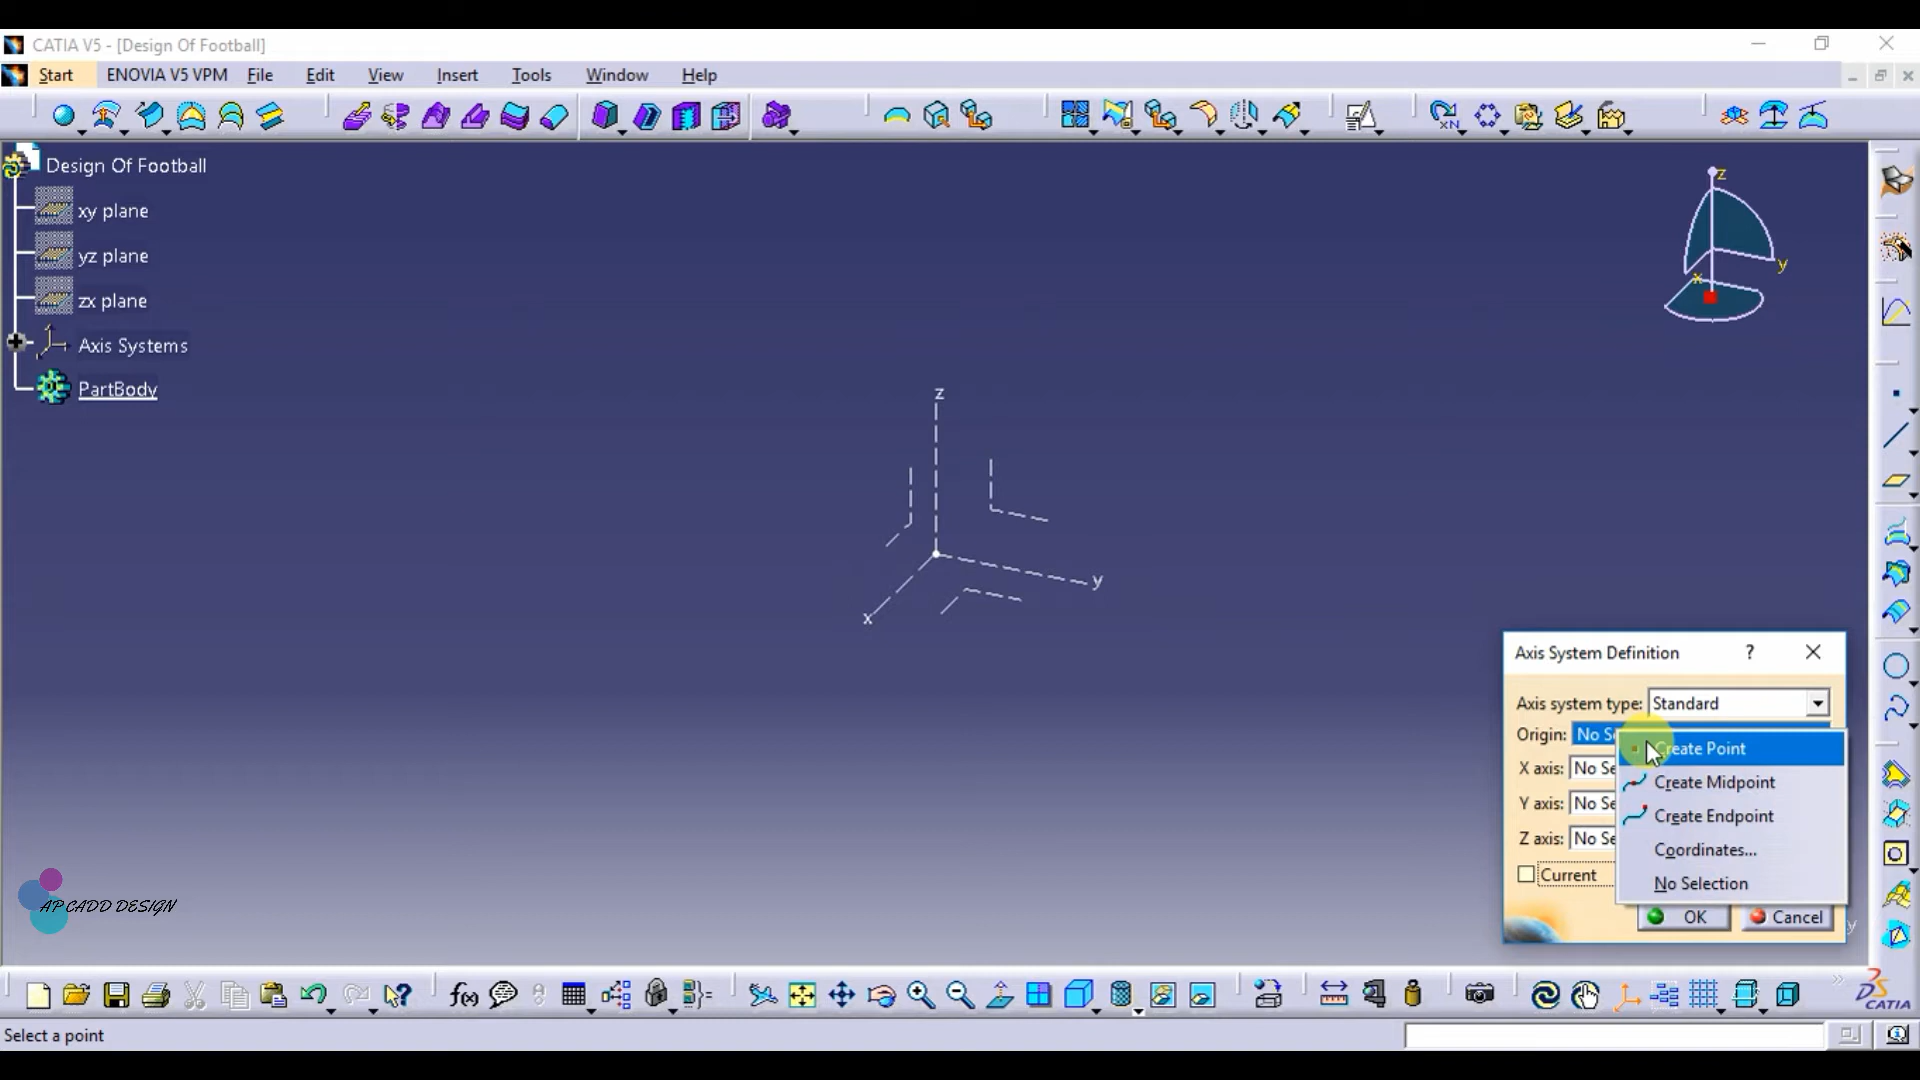 CATIA V5 - [Design Of Football]
Start ENOVIA V5 VPM File Edit View Insert Tools Window Help
Design Of Football
xy plane
yz plane
zx plane
Axis Systems
PartBody
z
y
x
z
y
x
Axis System Definition ?
Axis system type: Standard
Origin: No S
Create Point
X axis: No Se
Create Midpoint
Y axis: No Se
Create Endpoint
Z axis: No Se
Coordinates...
Current
No Selection
OK Cancel
y
AP CADD DESIGN
f(x)
CATIA
Select a point